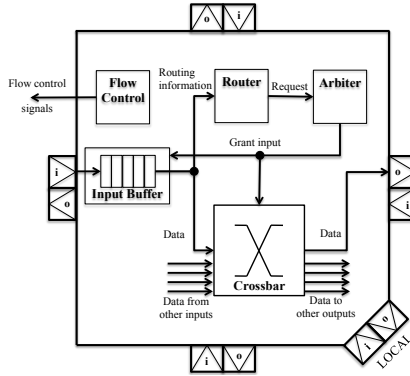 o i
Flow control
signals
Flow
Control
Routing
information
Router
Request
Arbiter
Grant input
i
o
Input Buffer
o
i
Data
Data
Crossbar
Data from
other inputs
Data to
other outputs
i o
LOCAL
i o